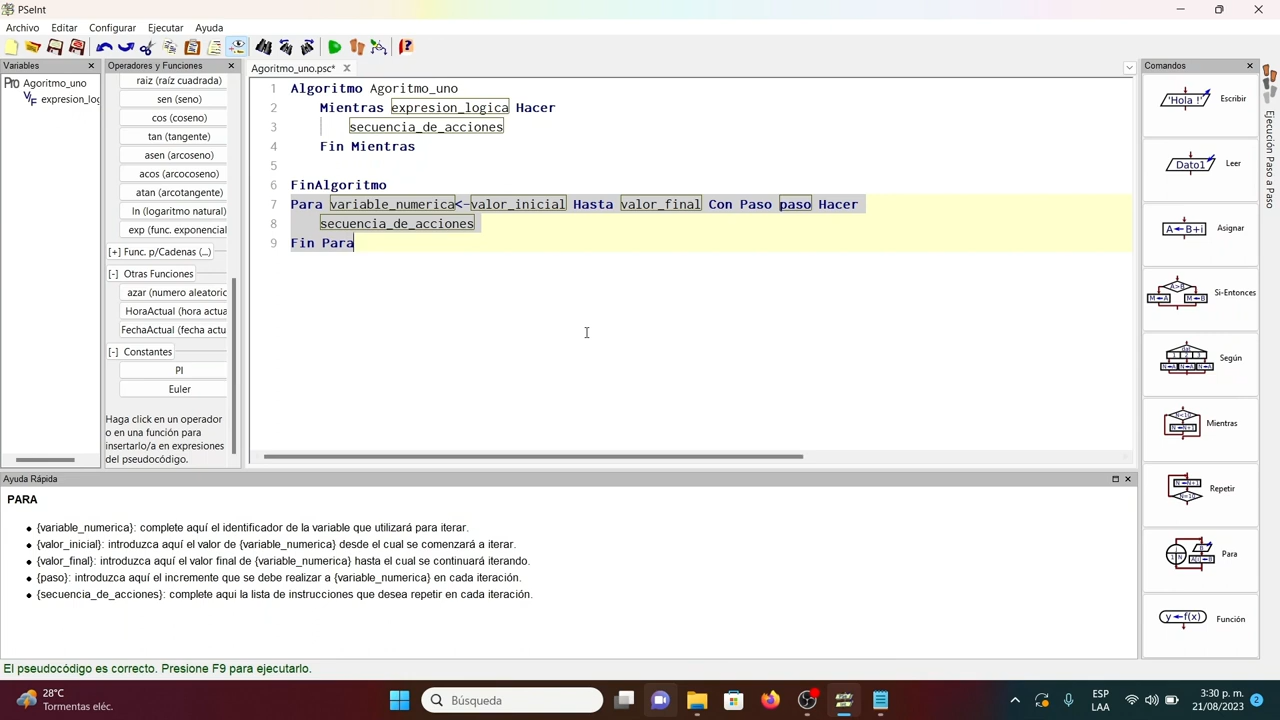 PSeInt
Archivo Editar Configurar Ejecutar Ayuda
Variables
Pro Agoritmo_uno
V/F expresion_log
Operadores y Funciones
raiz (raíz cuadrada)
sen (seno)
cos (coseno)
tan (tangente)
asen (arcoseno)
acos (arcocoseno)
atan (arcotangente)
ln (logaritmo natural)
exp (func. exponencial
[+] Func. p/Cadenas (...)
[-] Otras Funciones
azar (numero aleatoric
HoraActual (hora actua
FechaActual (fecha actu
[-] Constantes
PI
Euler
Haga click en un operador
o en una función para
insertarlo/a en expresiones
del pseudocódigo.
Agoritmo_uno.psc*
1 Algoritmo Agoritmo_uno
2 Mientras expresion_logica Hacer
3 secuencia_de_acciones
4 Fin Mientras
5
6 FinAlgoritmo
7 Para variable_numerica<-valor_inicial Hasta valor_final Con Paso paso Hacer
8 secuencia_de_acciones
9 Fin Para
Comandos
'Hola !' Escribir
Dato1 Leer
A←B+i Asignar
A>B M←A M←B Si-Entonces
Según
N<10 N←N+1 Mientras
N←N+1 N=10 Repetir
Para
y←f(x) Función
Ejecución Paso a Paso
Ayuda Rápida
PARA
{variable_numerica}: complete aquí el identificador de la variable que utilizará para iterar.
{valor_inicial}: introduzca aquí el valor de {variable_numerica} desde el cual se comenzará a iterar.
{valor_final}: introduzca aquí el valor final de {variable_numerica} hasta el cual se continuará iterando.
{paso}: introduzca aquí el incremente que se debe realizar a {variable_numerica} en cada iteración.
{secuencia_de_acciones}: complete aqui la lista de instrucciones que desea repetir en cada iteración.
El pseudocódigo es correcto. Presione F9 para ejecutarlo.
28°C
Tormentas eléc.
Búsqueda
ESP
LAA
3:30 p. m.
21/08/2023
2